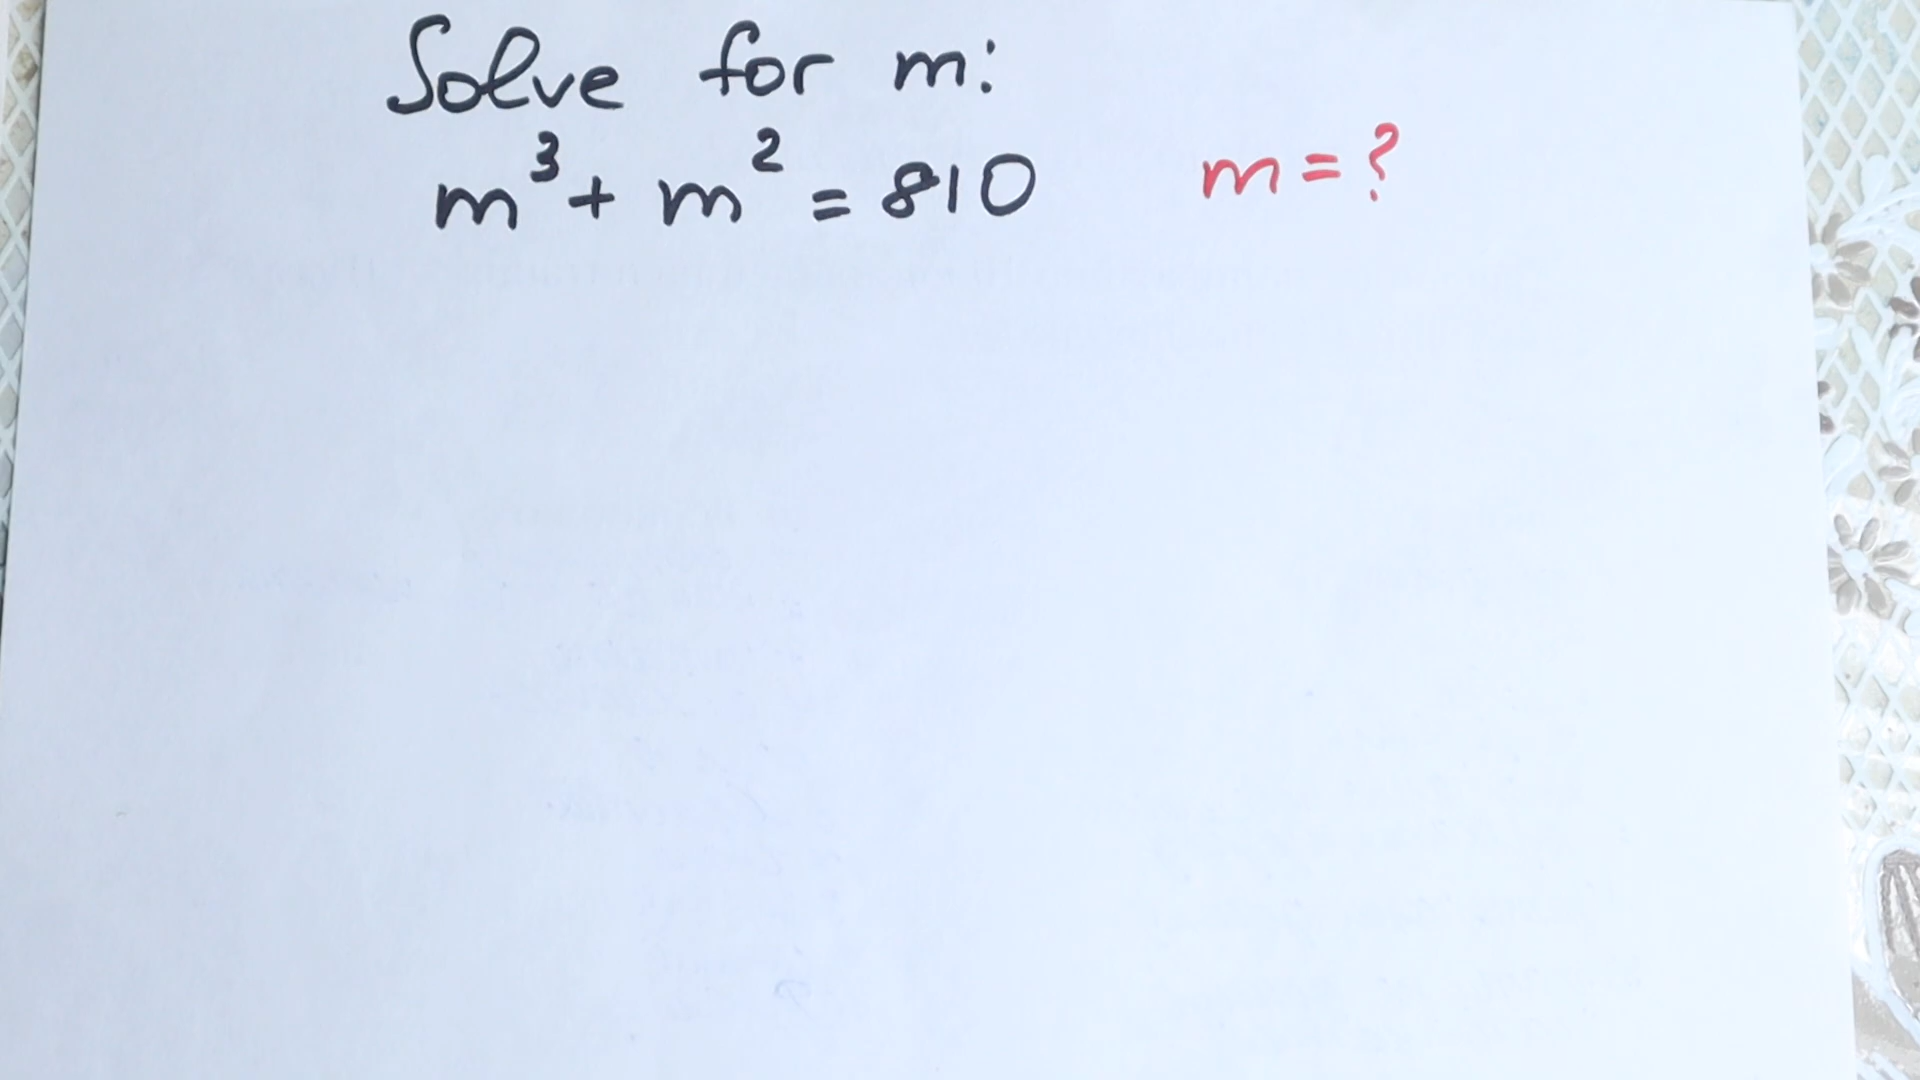 Solve for m:
m³ + m² = 810 m = ?